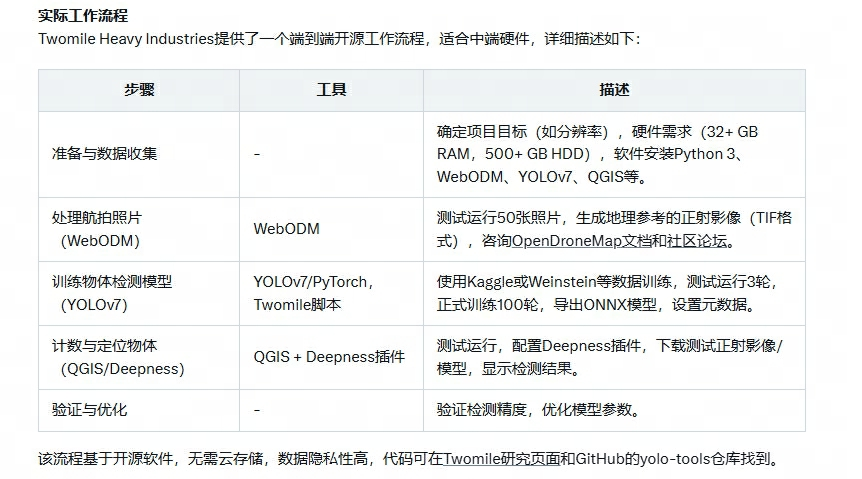 实际工作流程
Twomile Heavy Industries提供了一个端到端开源工作流程，适合中端硬件，详细描述如下：
步骤 工具 描述
准备与数据收集 - 确定项目目标（如分辨率），硬件需求（32+ GB
RAM，500+ GB HDD），软件安装Python 3、
WebODM、YOLOv7、QGIS等。
处理航拍照片
（WebODM） WebODM 测试运行50张照片，生成地理参考的正射影像（TIF格
式），咨询OpenDroneMap文档和社区论坛。
训练物体检测模型
（YOLOv7） YOLOv7/PyTorch，
Twomile脚本 使用Kaggle或Weinstein等数据训练，测试运行3轮，
正式训练100轮，导出ONNX模型，设置元数据。
计数与定位物体
（QGIS/Deepness） QGIS + Deepness插件 测试运行，配置Deepness插件，下载测试正射影像/
模型，显示检测结果。
验证与优化 - 验证检测精度，优化模型参数。
该流程基于开源软件，无需云存储，数据隐私性高，代码可在Twomile研究页面和GitHub的yolo-tools仓库找到。